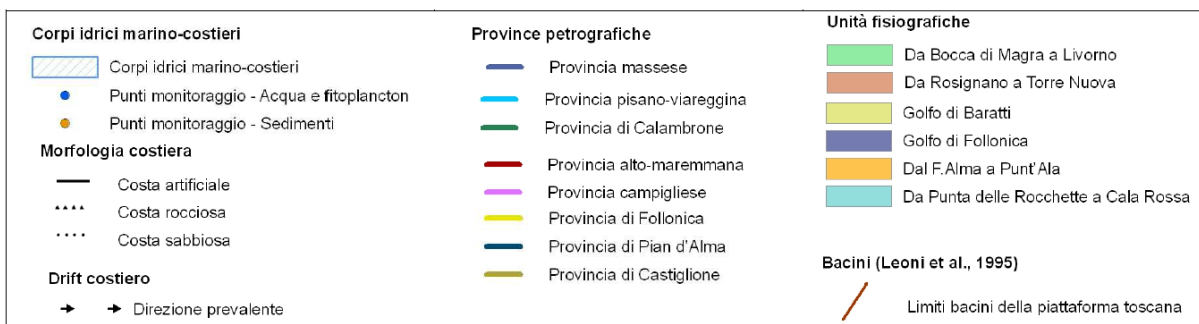 Corpi idrici marino-costieri
Corpi idrici marino-costieri
Punti monitoraggio - Acqua e fitoplancton
Punti monitoraggio - Sedimenti
Morfologia costiera
Costa artificiale
Costa rocciosa
Costa sabbiosa
Drift costiero
Direzione prevalente
Province petrografiche
Provincia massese
Provincia pisano-viareggina
Provincia di Calambrone
Provincia alto-maremmana
Provincia campigliese
Provincia di Follonica
Provincia di Pian d'Alma
Provincia di Castiglione
Unità fisiografiche
Da Bocca di Magra a Livorno
Da Rosignano a Torre Nuova
Golfo di Baratti
Golfo di Follonica
Dal F.Alma a Punt'Ala
Da Punta delle Rocchette a Cala Rossa
Bacini (Leoni et al., 1995)
Limiti bacini della piattaforma toscana